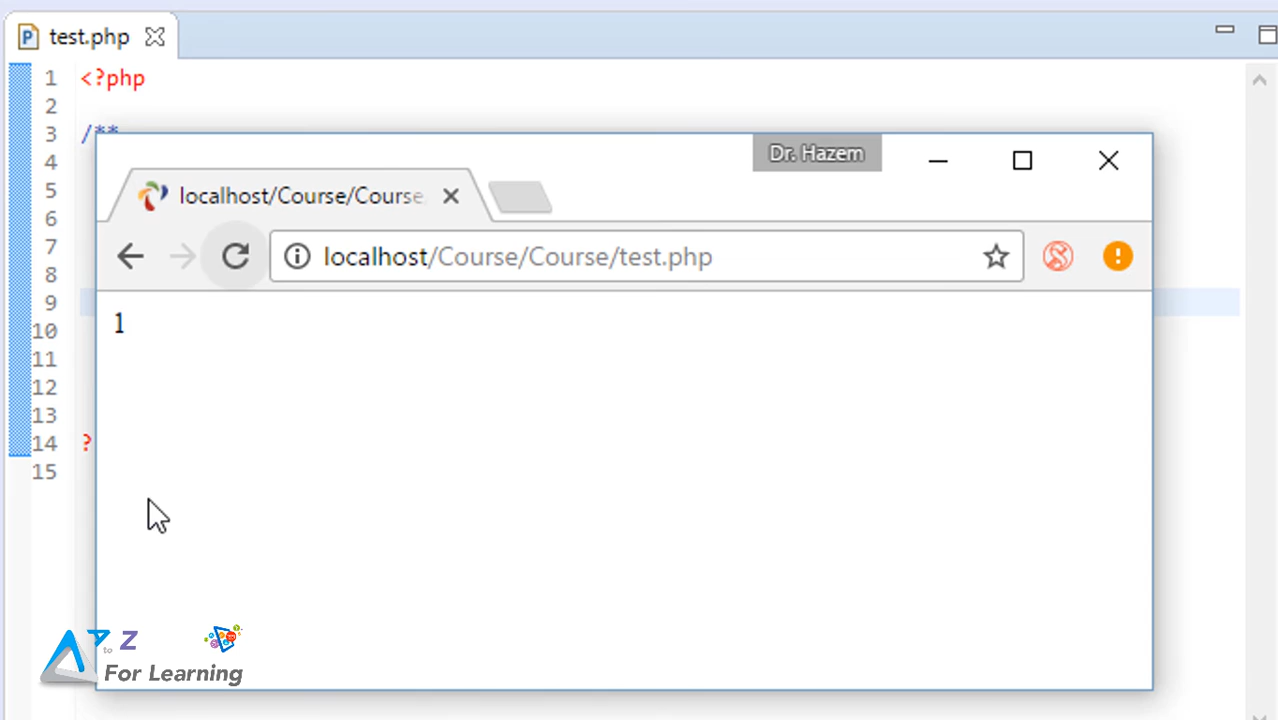 test.php
1 <?php
2
3 /**
4
5
6
7
8
9
10
11
12
13
14 ?
15
Dr. Hazem
localhost/Course/Course
localhost/Course/Course/test.php
1
A to Z
For Learning